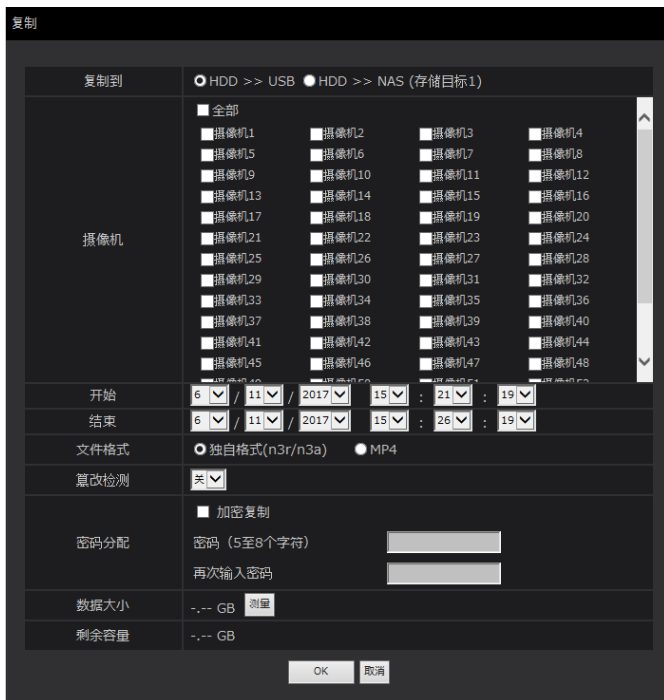 复制
复制到 HDD >> USB HDD >> NAS (存储目标1)
全部
摄像机1 摄像机2 摄像机3 摄像机4
摄像机5 摄像机6 摄像机7 摄像机8
摄像机9 摄像机10 摄像机11 摄像机12
摄像机13 摄像机14 摄像机15 摄像机16
摄像机17 摄像机18 摄像机19 摄像机20
摄像机 摄像机21 摄像机22 摄像机23 摄像机24
摄像机25 摄像机26 摄像机27 摄像机28
摄像机29 摄像机30 摄像机31 摄像机32
摄像机33 摄像机34 摄像机35 摄像机36
摄像机37 摄像机38 摄像机39 摄像机40
摄像机41 摄像机42 摄像机43 摄像机44
摄像机45 摄像机46 摄像机47 摄像机48
开始 6 / 11 / 2017 15 : 21 : 19
结束 6 / 11 / 2017 15 : 26 : 19
文件格式 独自格式(n3r/n3a) MP4
篡改检测 关
加密复制
密码分配 密码（5至8个字符）
再次输入密码
数据大小 -.-- GB 测量
剩余容量 -.-- GB
OK 取消